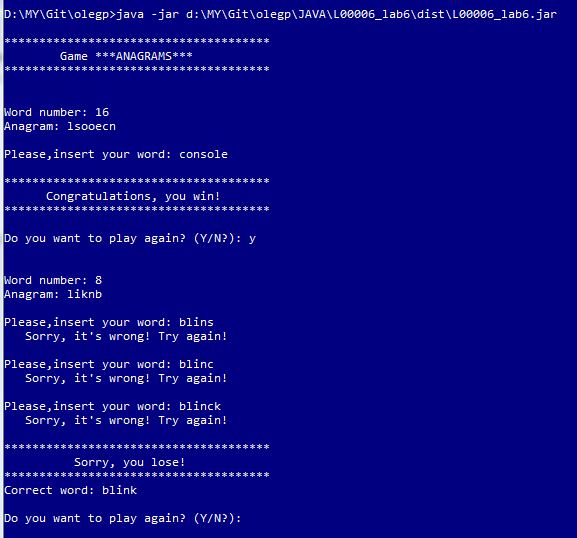 D:\MY\Git\olegp>java -jar d:\MY\Git\olegp\JAVA\L00006_lab6\dist\L00006_lab6.jar
**************************************
Game ***ANAGRAMS***
**************************************
Word number: 16
Anagram: lsooecn
Please,insert your word: console
**************************************
Congratulations, you win!
**************************************
Do you want to play again? (Y/N?): y
Word number: 8
Anagram: liknb
Please,insert your word: blins
Sorry, it's wrong! Try again!
Please,insert your word: blinc
Sorry, it's wrong! Try again!
Please,insert your word: blinck
Sorry, it's wrong! Try again!
**************************************
Sorry, you lose!
**************************************
Correct word: blink
Do you want to play again? (Y/N?):